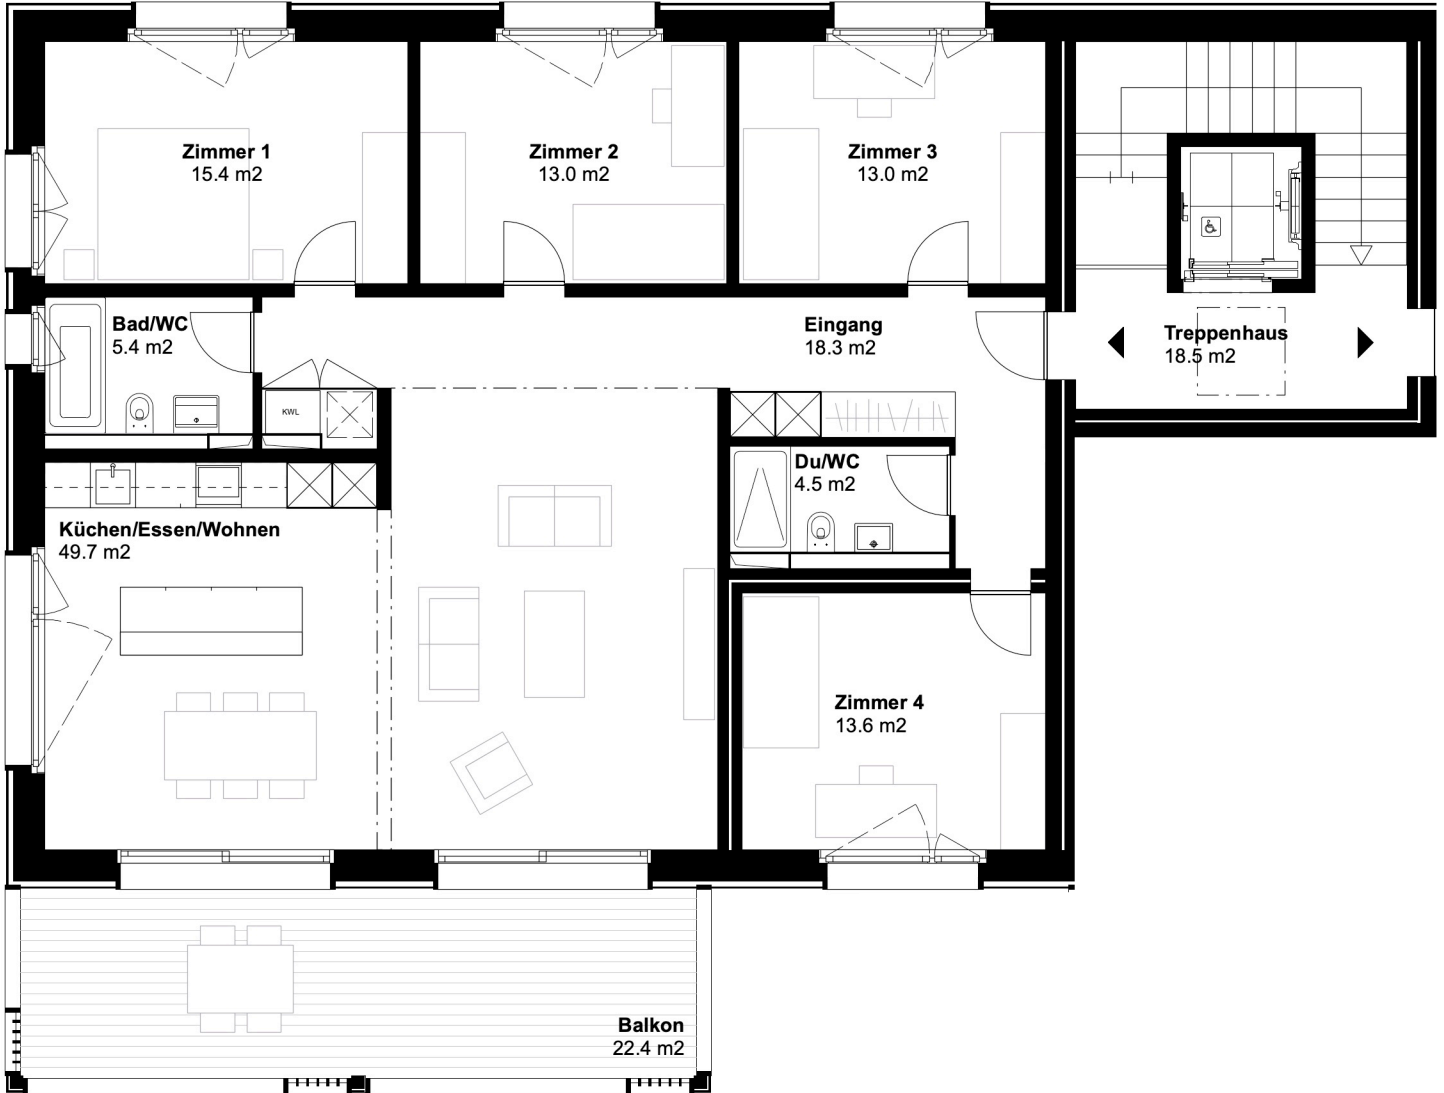 Zimmer 1
15.4 m2
Zimmer 2
13.0 m2
Zimmer 3
13.0 m2
Bad/WC
5.4 m2
Eingang
18.3 m2
Treppenhaus
18.5 m2
KWL
Du/WC
4.5 m2
Küchen/Essen/Wohnen
49.7 m2
Zimmer 4
13.6 m2
Balkon
22.4 m2